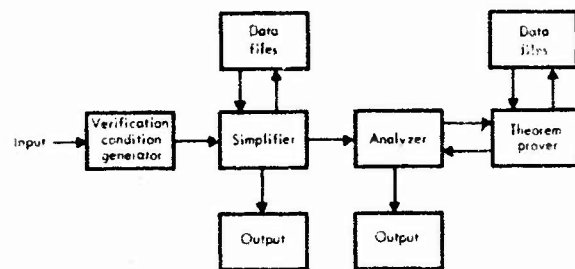 Data
files
Data
files
Input
Verification
condition
generator
Simplifier
Analyzer
Theorem
prover
Output
Output